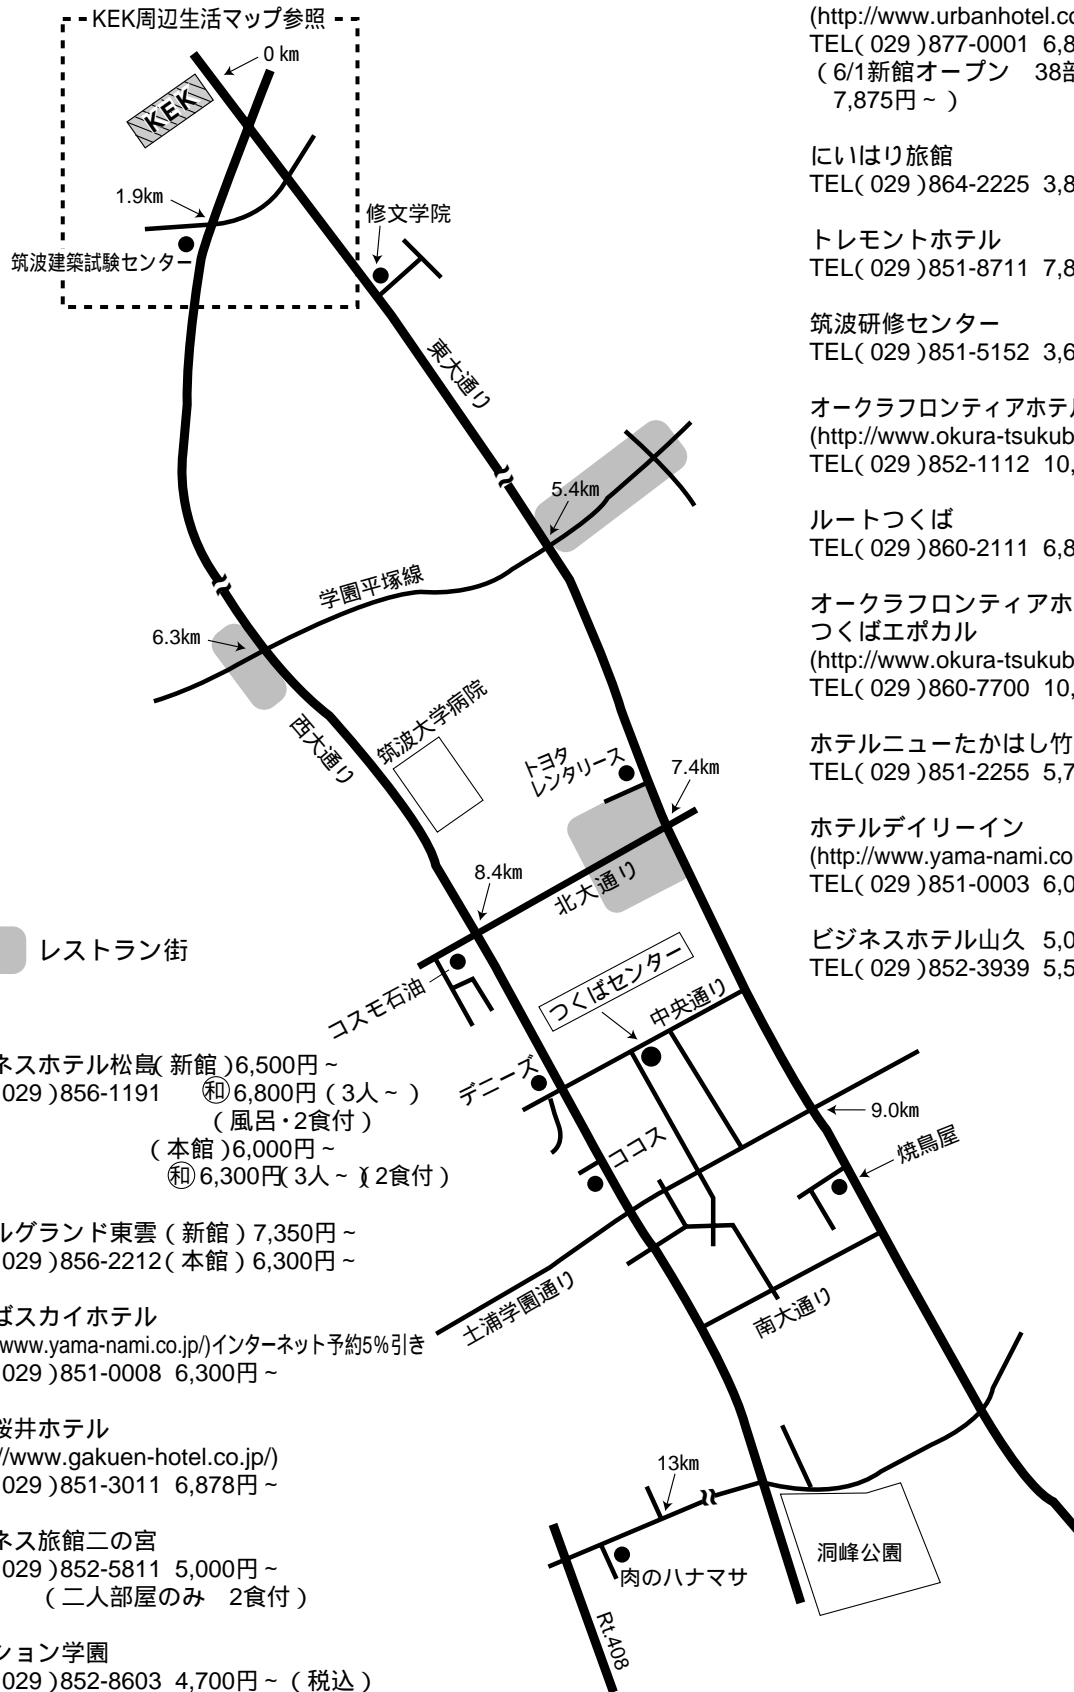 KEK周辺生活マップ参照
0 km
KEK
1.9km
筑波建築試験センター
修文学院
東大通り
5.4km
学園平塚線
6.3km
西大通り
筑波大学病院
トヨタ
レンタリース
7.4km
8.4km
北大通り
レストラン街
コスモ石油
つくばセンター
中央通り
デニーズ
ココス
9.0km
焼鳥屋
土浦学園通り
南大通り
13km
肉のハナマサ
洞峰公園
Rt.408
(http://www.urbanhotel.co
TEL(029)877-0001 6,8
(6/1新館オープン 38部
7,875円~)
にいはり旅館
TEL(029)864-2225 3,8
トレモントホテル
TEL(029)851-8711 7,8
筑波研修センター
TEL(029)851-5152 3,6
オークラフロンティアホテル
(http://www.okura-tsukub
TEL(029)852-1112 10,
ルートつくば
TEL(029)860-2111 6,8
オークラフロンティアホ
つくばエポカル
(http://www.okura-tsukub
TEL(029)860-7700 10,
ホテルニューたかはし竹
TEL(029)851-2255 5,7
ホテルデイリーイン
(http://www.yama-nami.co
TEL(029)851-0003 6,0
ビジネスホテル山久 5,0
TEL(029)852-3939 5,5
ネスホテル松島(新館)6,500円~
029)856-1191 ㊓6,800円(3人~)
(風呂・2食付)
(本館)6,000円~
㊓6,300円(3人~)(2食付)
ルグランド東雲(新館)7,350円~
029)856-2212(本館)6,300円~
ばスカイホテル
www.yama-nami.co.jp/)インターネット予約5%引き
029)851-0008 6,300円~
桜井ホテル
//www.gakuen-hotel.co.jp/)
029)851-3011 6,878円~
ネス旅館二の宮
029)852-5811 5,000円~
(二人部屋のみ 2食付)
ション学園
029)852-8603 4,700円~(税込)